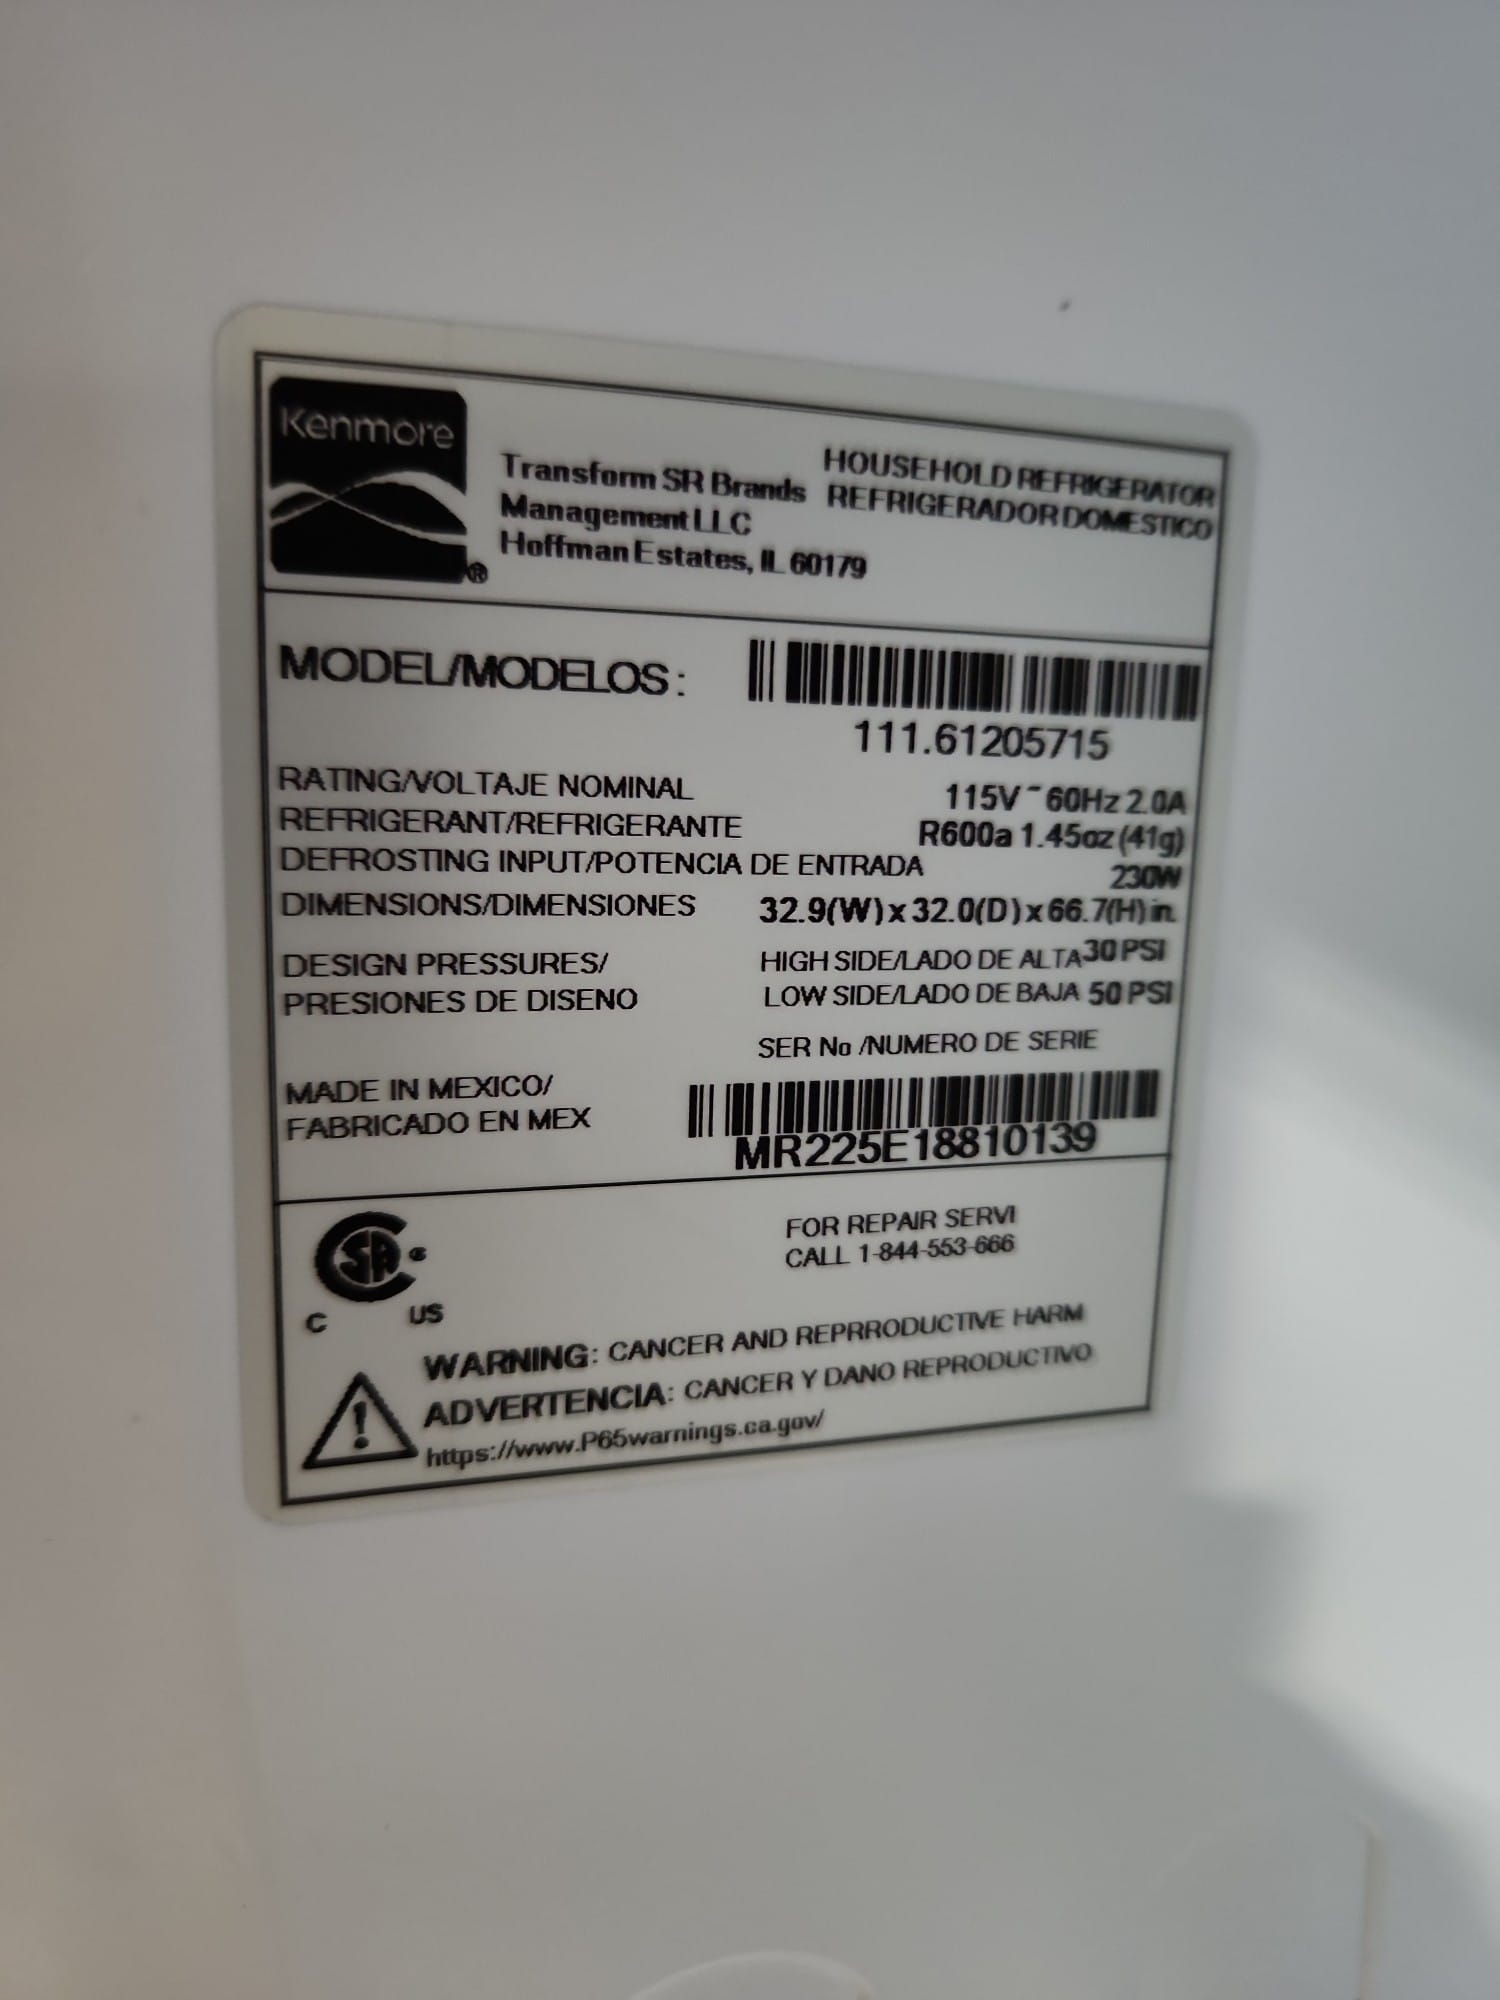 Kenmore
®
Transform SR Brands
Management LLC
Hoffman Estates, IL 60179
HOUSEHOLD REFRIGERATOR
REFRIGERADOR DOMESTICO
MODEL/MODELOS:
111.61205715
RATING/VOLTAJE NOMINAL 115V~60Hz 2.0A
REFRIGERANT/REFRIGERANTE R600a 1.45oz (41g)
DEFROSTING INPUT/POTENCIA DE ENTRADA 230W
DIMENSIONS/DIMENSIONES 32.9(W) x 32.0(D) x 66.7(H) in.
DESIGN PRESSURES/ HIGH SIDE/LADO DE ALTA 30 PSI
PRESIONES DE DISENO LOW SIDE/LADO DE BAJA 50 PSI
SER No /NUMERO DE SERIE
MADE IN MEXICO/
FABRICADO EN MEX
MR225E18810139
SA ®
C US
FOR REPAIR SERVI
CALL 1-844-553-666
WARNING: CANCER AND REPRRODUCTIVE HARM
ADVERTENCIA: CANCER Y DANO REPRODUCTIVO
https://www.P65warnings.ca.gov/